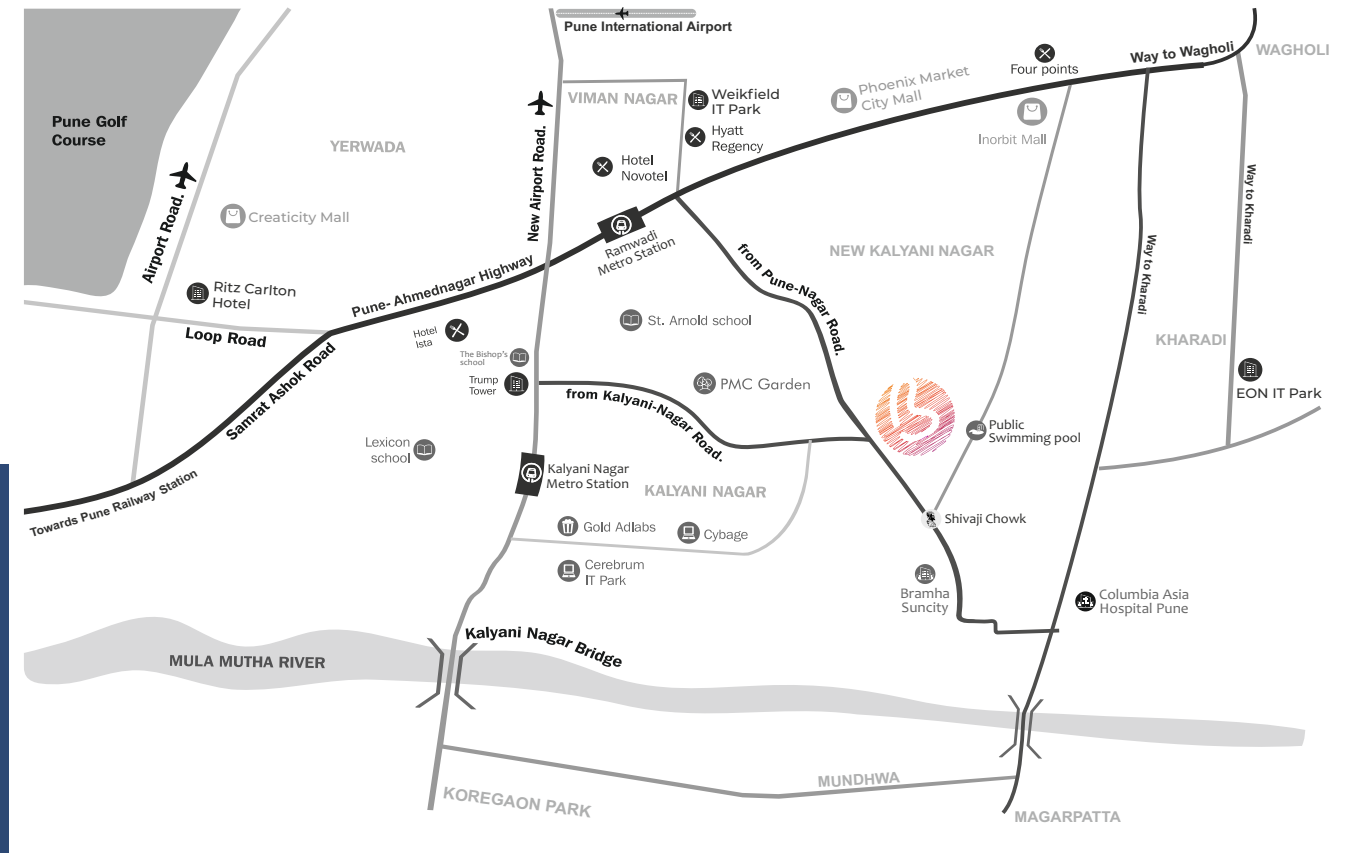 Pune International Airport
Way to Wagholi
WAGHOLI
Four points
Phoenix Market
City Mall
Inorbit Mall
VIMAN NAGAR
Weikfield
IT Park
Hyatt
Regency
Hotel
Novotel
Pune Golf
Course
YERWADA
Airport Road.
New Airport Road.
Creaticity Mall
Ramwadi
Metro Station
NEW KALYANI NAGAR
Way to Kharadi
Way to Kharadi
Ritz Carlton
Hotel
Pune- Ahmednagar Highway
from Pune-Nagar Road.
Loop Road
Hotel
Ista
St. Arnold school
KHARADI
The Bishop's
school
Trump
Tower
PMC Garden
EON IT Park
Samrat Ashok Road
from Kalyani-Nagar Road.
Public
Swimming pool
Lexicon
school
Kalyani Nagar
Metro Station
KALYANI NAGAR
Towards Pune Railway Station
Gold Adlabs
Cybage
Shivaji Chowk
Cerebrum
IT Park
Bramha
Suncity
Columbia Asia
Hospital Pune
Kalyani Nagar Bridge
MULA MUTHA RIVER
MUNDHWA
KOREGAON PARK
MAGARPATTA